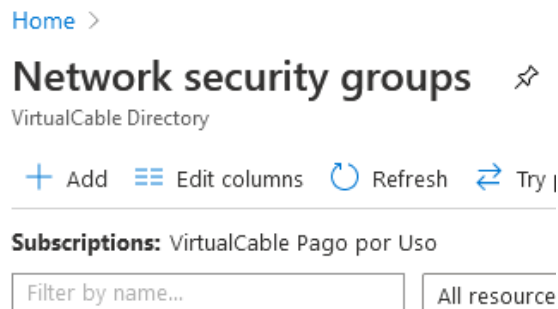 Home
Network security groups
VirtualCable Directory
Add Edit columns Refresh Try
Subscriptions: VirtualCable Pago por Uso
Filter by name... All resource